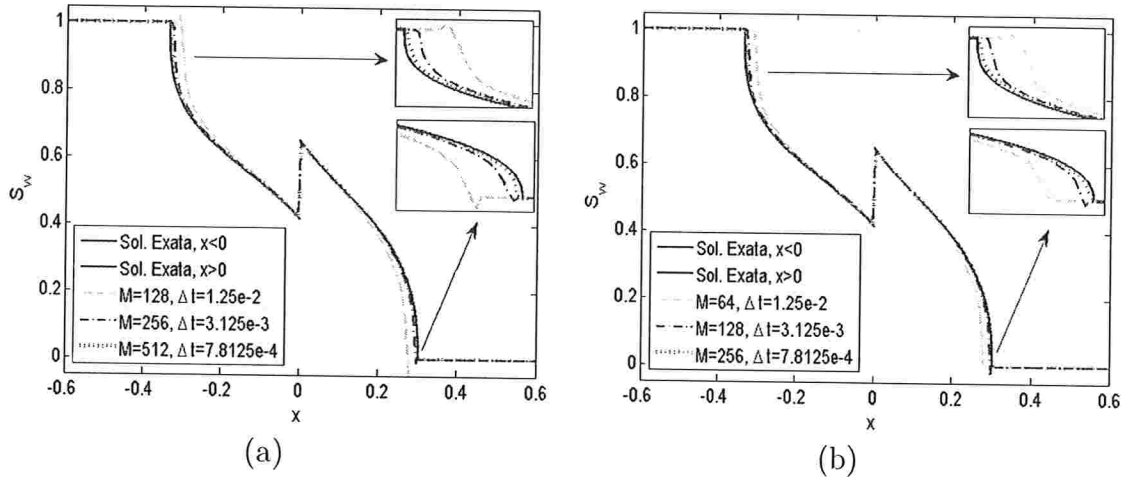 1
0.8
0.6
0.4
0.2
0
S_w
Sol. Exata, x<0
Sol. Exata, x>0
M=128, Δt=1.25e-2
M=256, Δt=3.125e-3
M=512, Δt=7.8125e-4
-0.6 -0.4 -0.2 0 0.2 0.4 0.6
x
(a)
1
0.8
0.6
0.4
0.2
0
S_w
Sol. Exata, x<0
Sol. Exata, x>0
M=64, Δt=1.25e-2
M=128, Δt=3.125e-3
M=256, Δt=7.8125e-4
-0.6 -0.4 -0.2 0 0.2 0.4 0.6
x
(b)